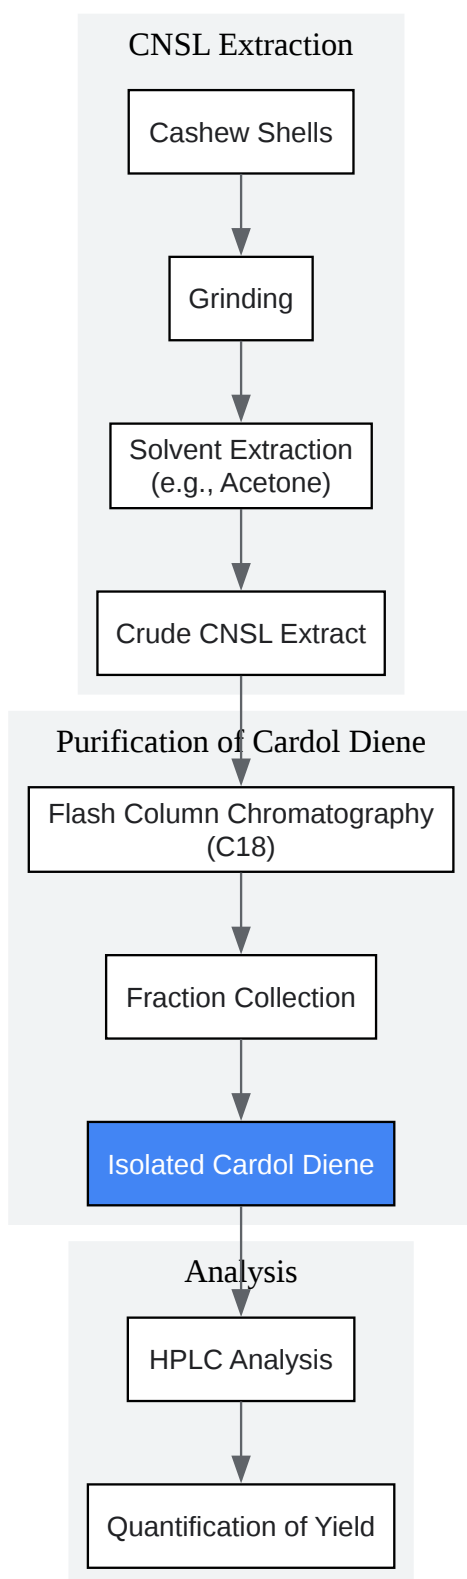 CNSL Extraction
Cashew Shells
Grinding
Solvent Extraction
(e.g., Acetone)
Crude CNSL Extract
Purification of Cardol Diene
Flash Column Chromatography
(C18)
Fraction Collection
Isolated Cardol Diene
Analysis
HPLC Analysis
Quantification of Yield